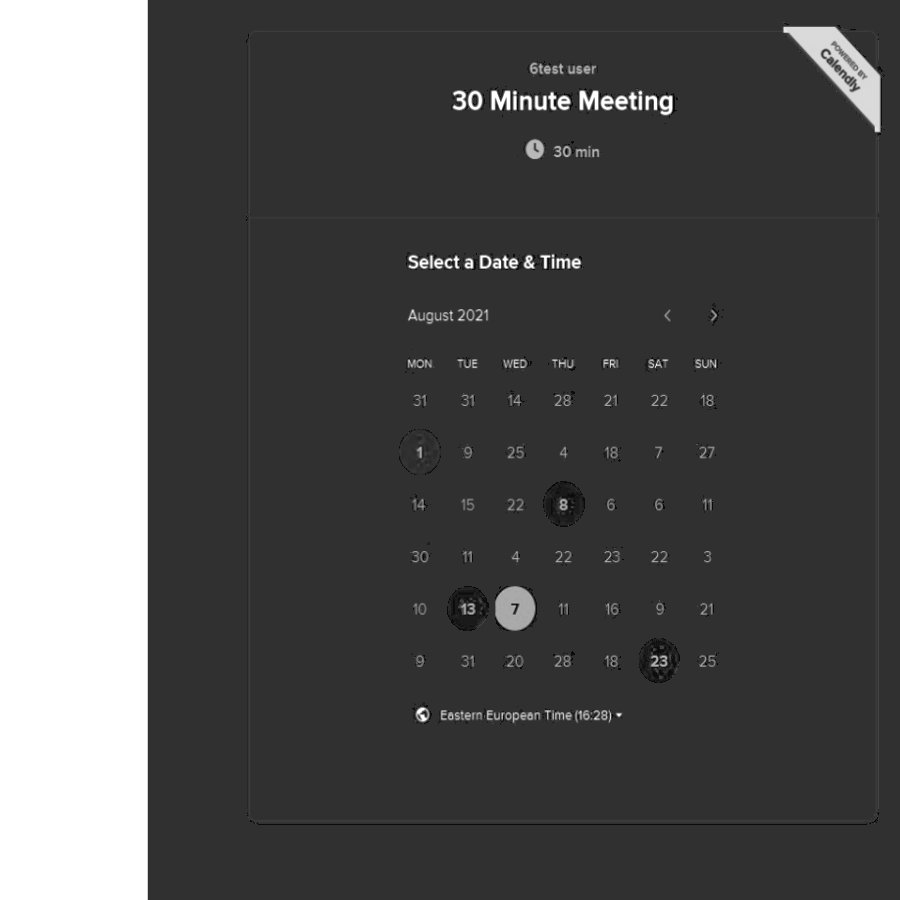 POWERED BY
Calendly
6test user
30 Minute Meeting
30 min
Select a Date & Time
August 2021
MON TUE WED THU FRI SAT SUN
31 31 14 28 21 22 18
1 9 25 4 18 7 27
14 15 22 8 6 6 11
30 11 4 22 23 22 3
10 13 7 11 16 9 21
9 31 20 28 18 23 25
Eastern European Time (16:28)